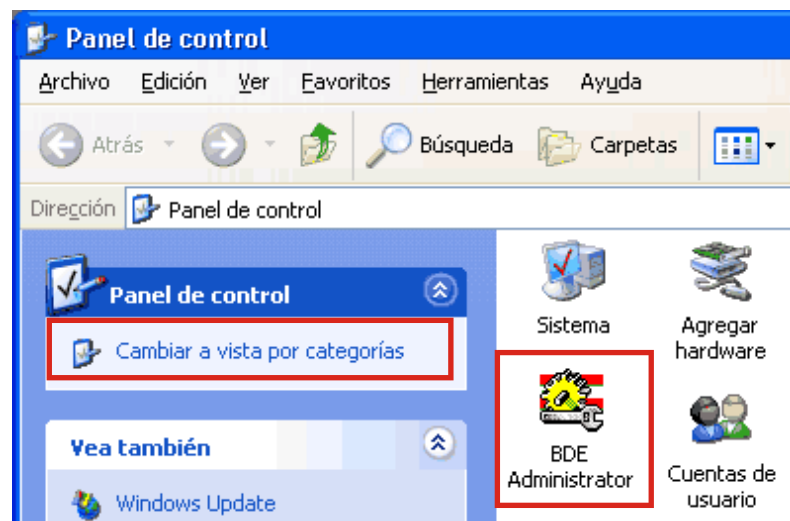 Panel de control
Archivo Edición Ver Favoritos Herramientas Ayuda
Atrás Búsqueda Carpetas
Dirección Panel de control
Panel de control
Cambiar a vista por categorías
Vea también
Windows Update
Sistema
Agregar
hardware
BDE
Administrator
Cuentas de
usuario